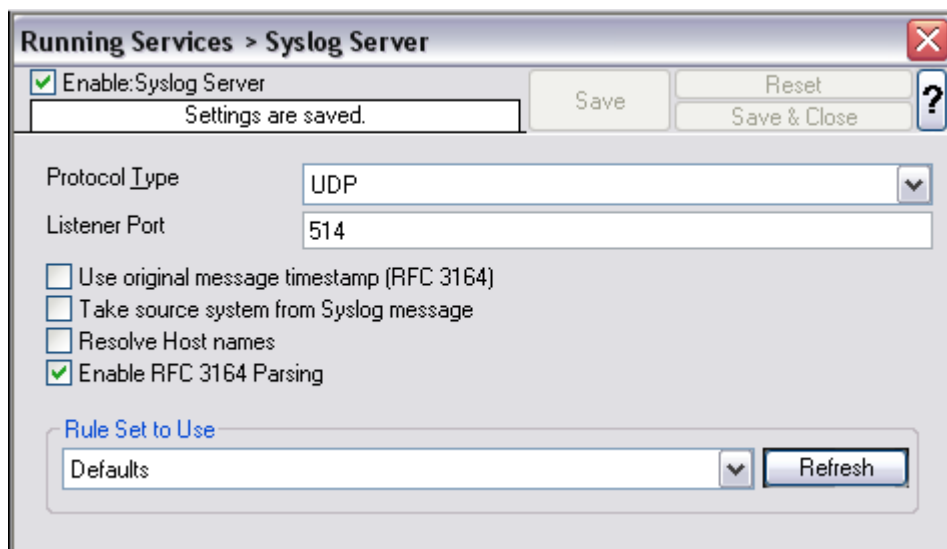 Running Services > Syslog Server
Enable:Syslog Server
Settings are saved.
Save
Reset
Save & Close
?
Protocol Type
UDP
Listener Port
514
Use original message timestamp (RFC 3164)
Take source system from Syslog message
Resolve Host names
Enable RFC 3164 Parsing
Rule Set to Use
Defaults
Refresh